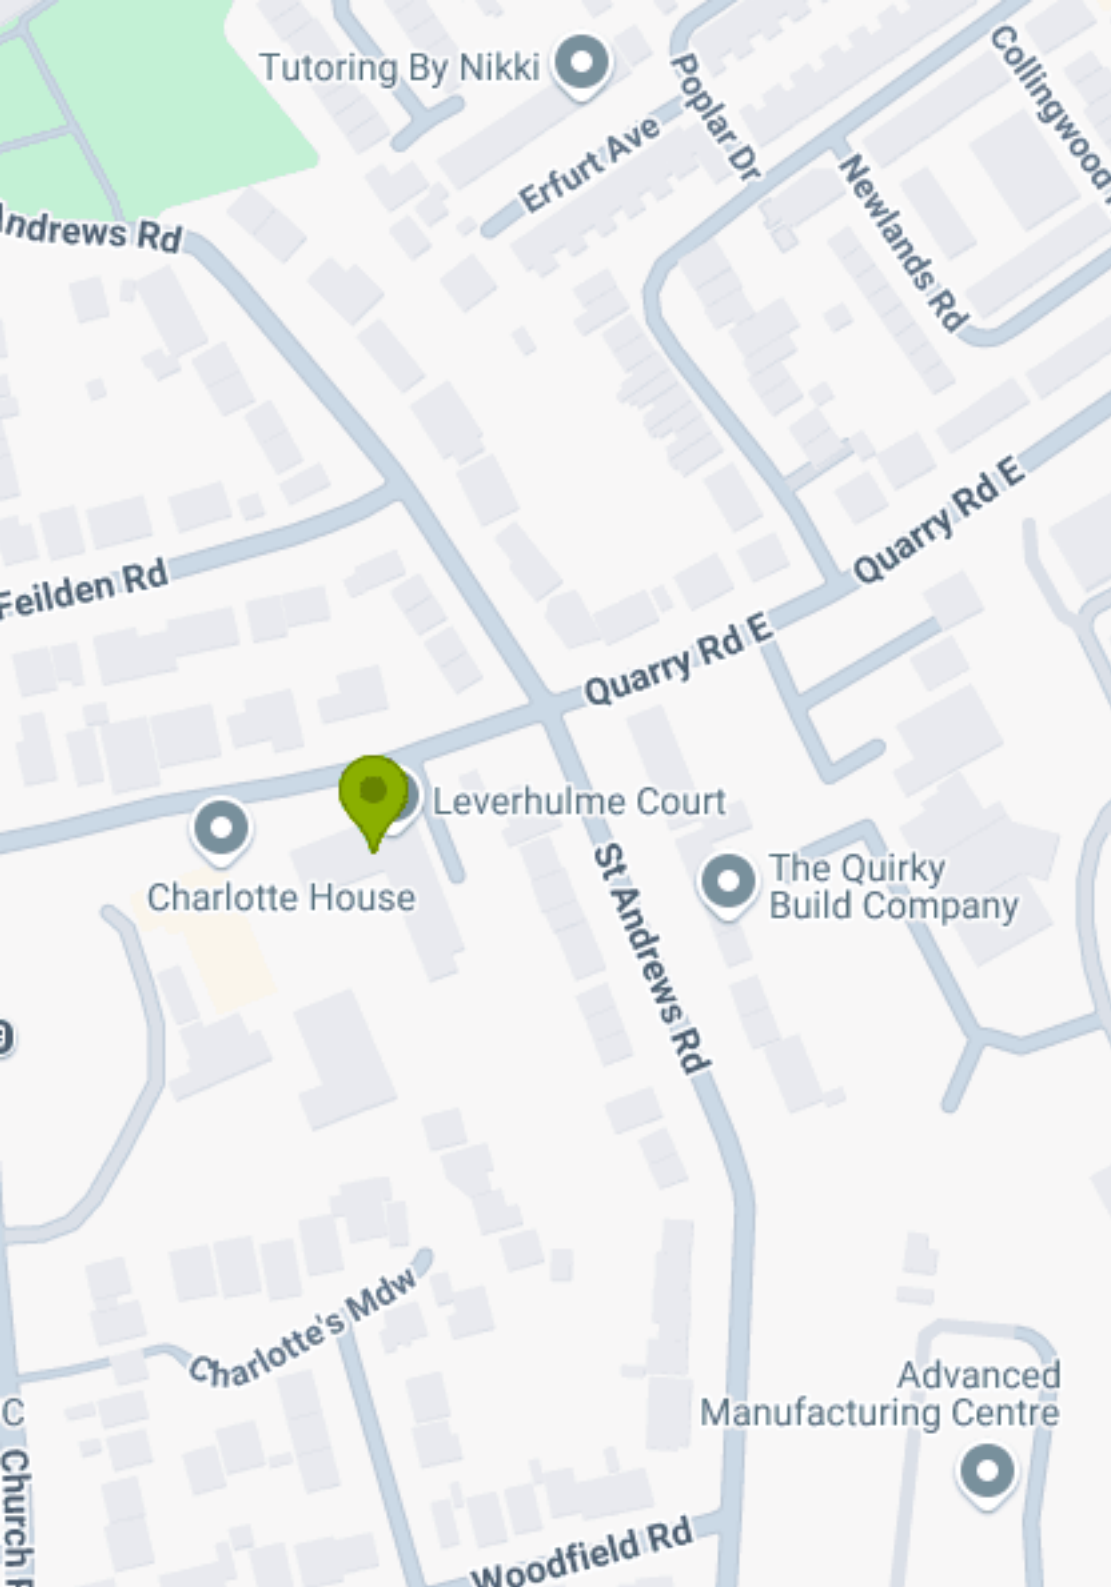 Tutoring By Nikki
Poplar Dr
Collingwood
Erfurt Ave
Newlands Rd
Andrews Rd
Quarry Rd E
Feilden Rd
Quarry Rd E
Leverhulme Court
Charlotte House
St Andrews Rd
The Quirky
Build Company
Charlotte's Mdw
Advanced
Manufacturing Centre
C
Church
Woodfield Rd